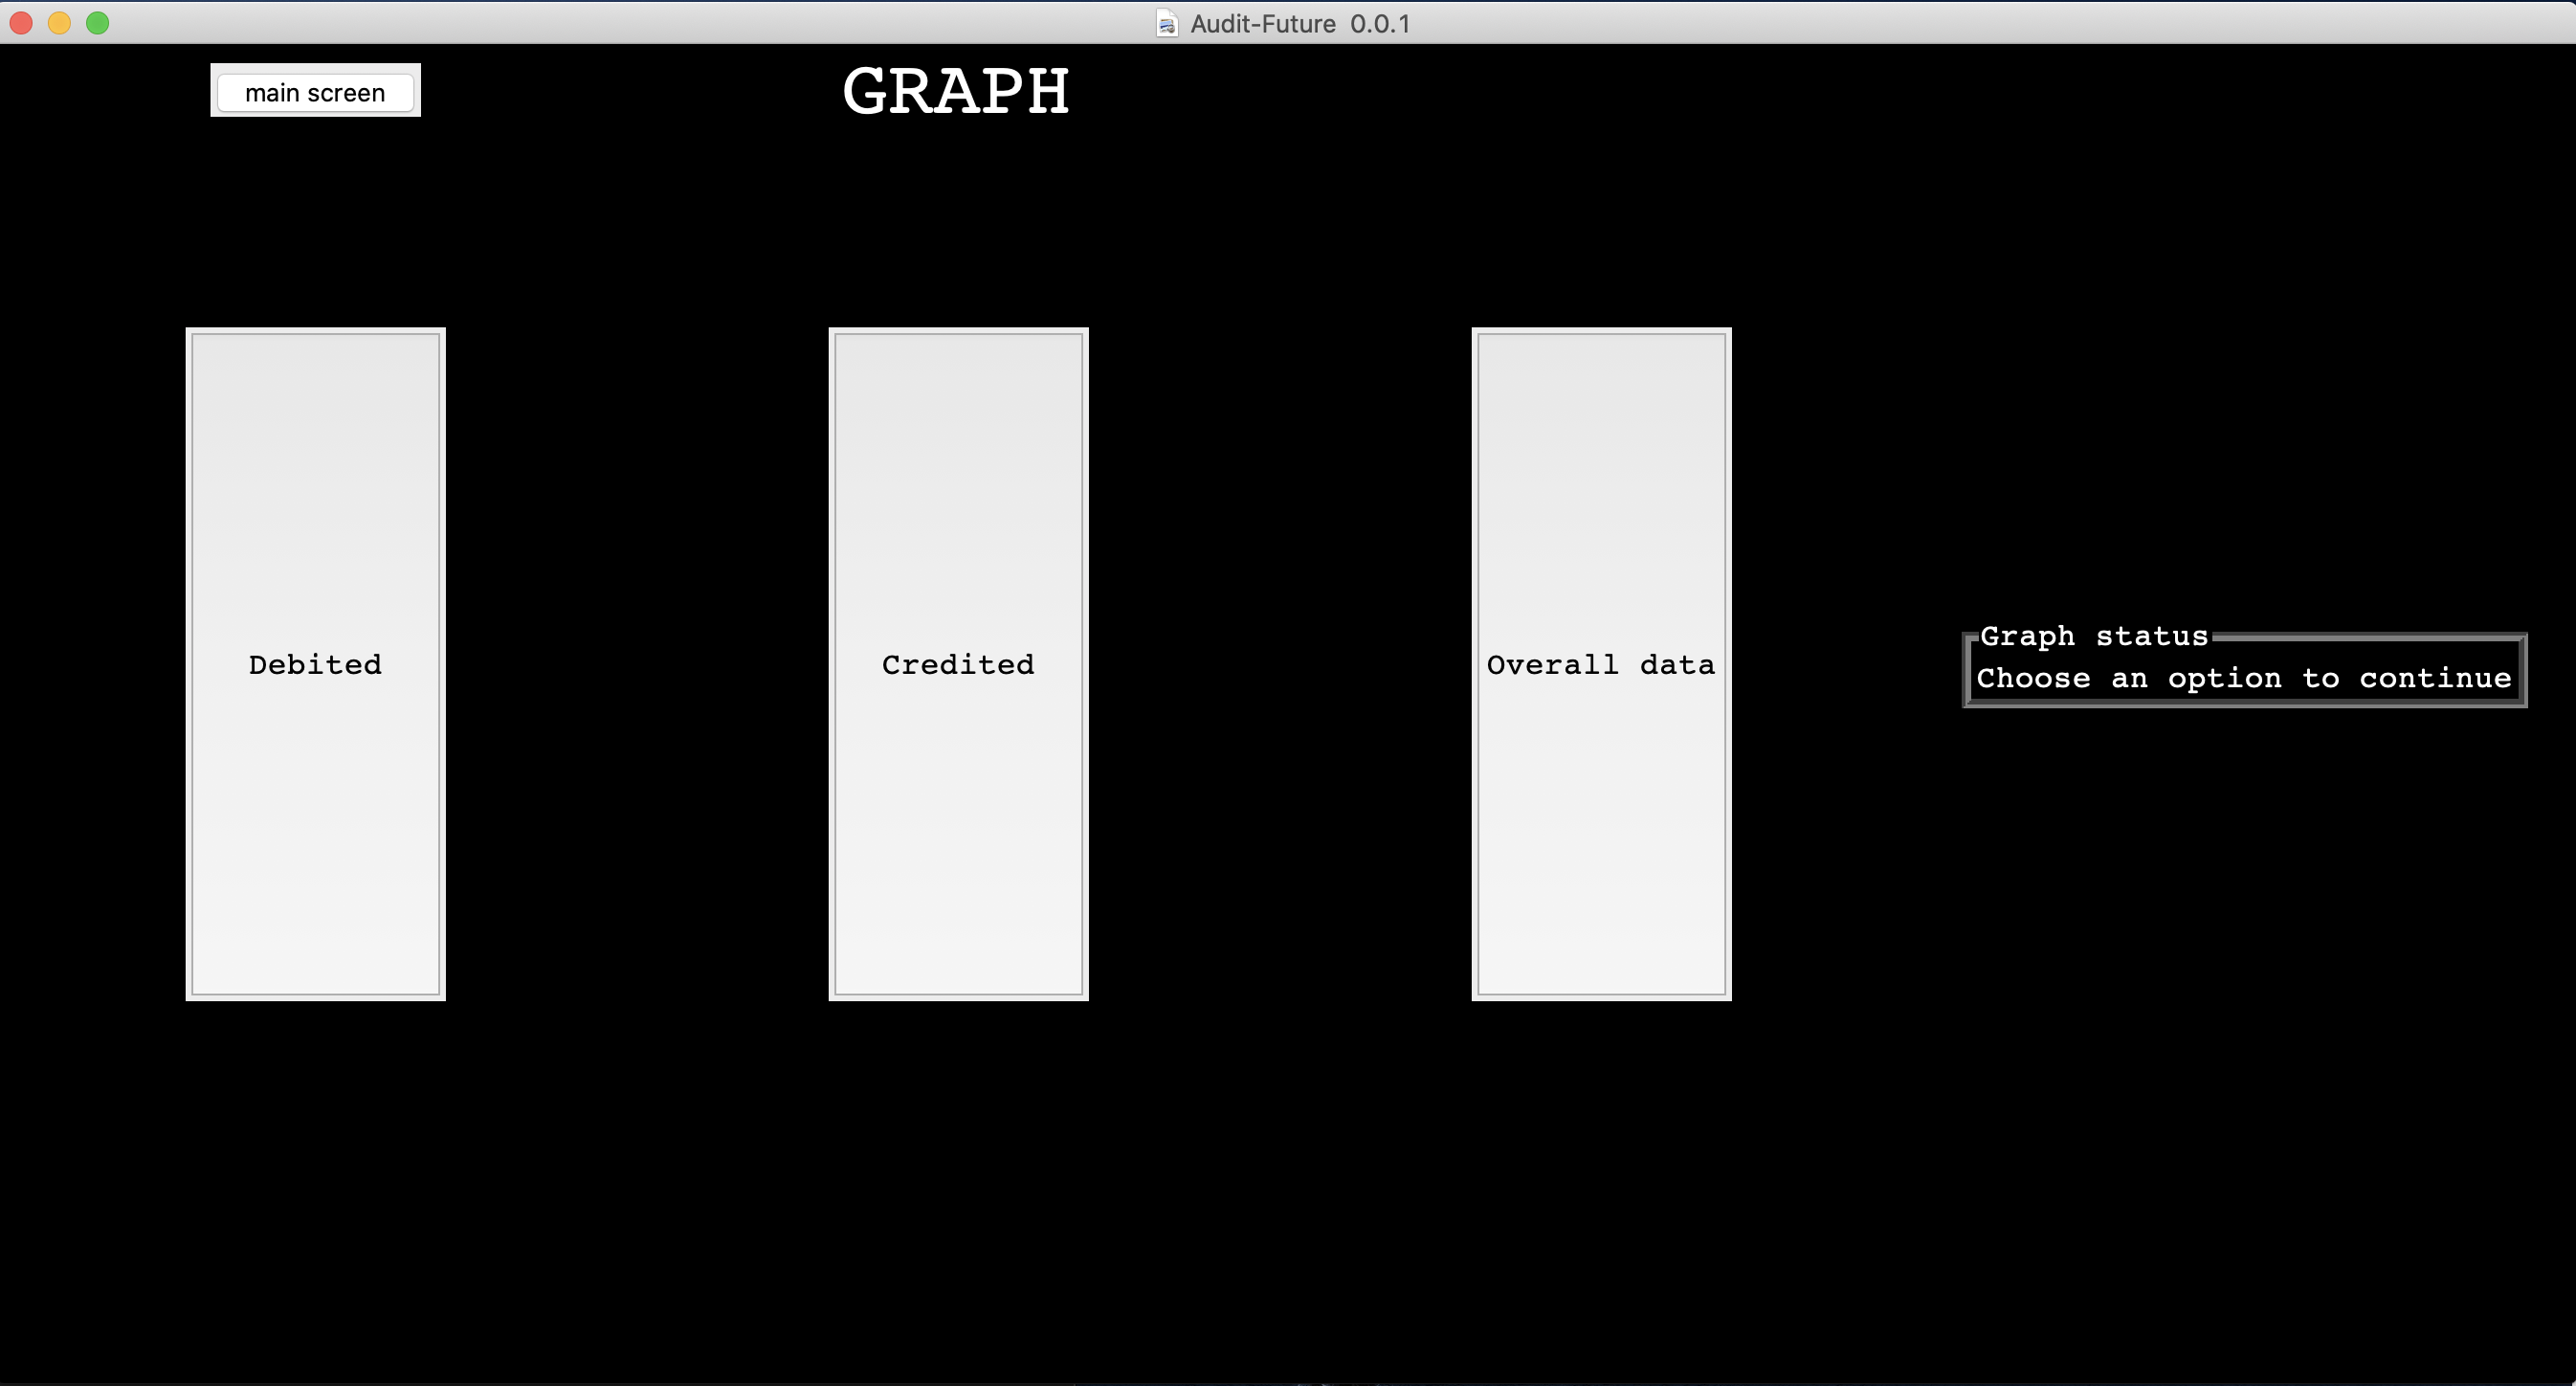 Audit-Future 0.0.1
main screen
GRAPH
Debited
Credited
Overall data
Graph status
Choose an option to continue